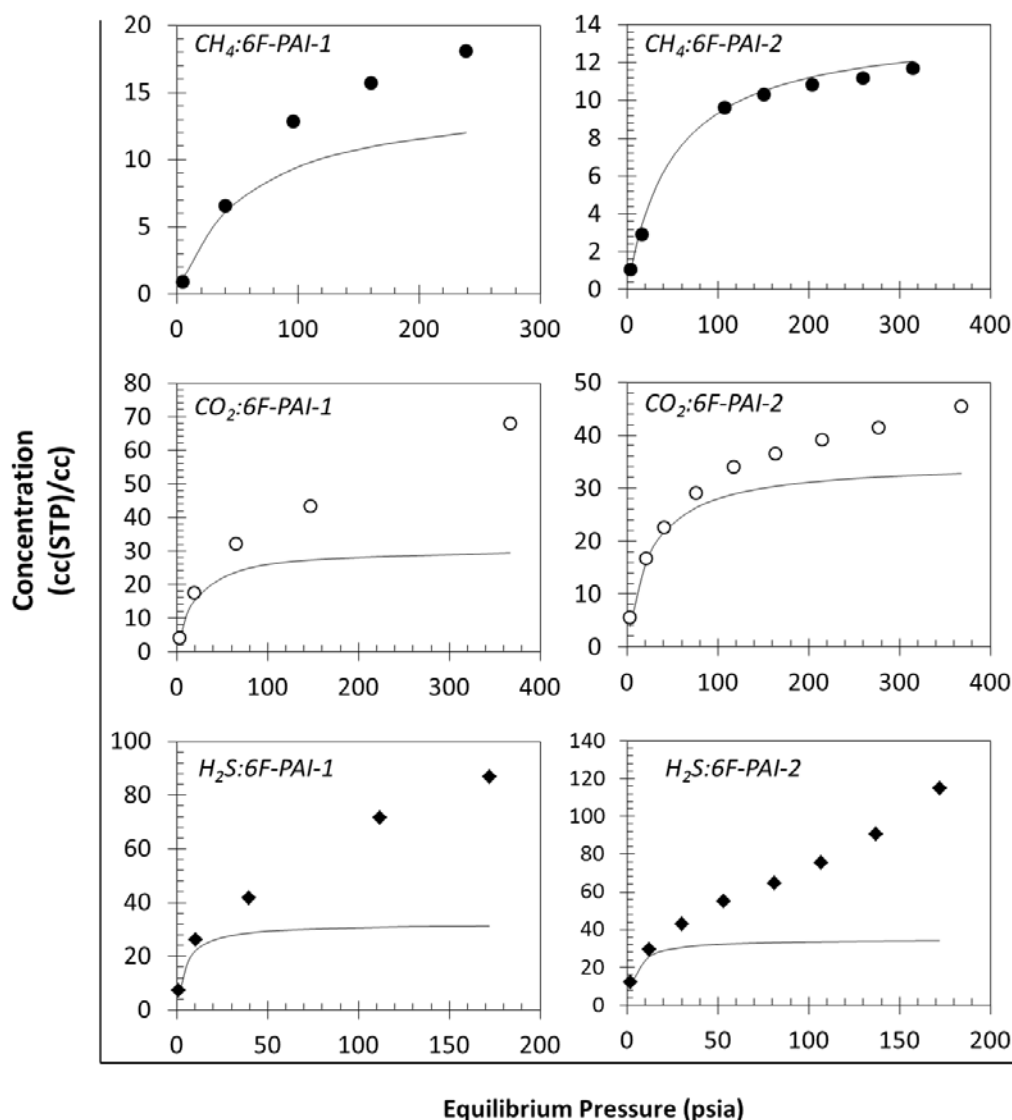 Concentration
(cc(STP)/cc)
CH₄:6F-PAI-1
20
15
10
5
0
0 100 200 300
CH₄:6F-PAI-2
14
12
10
8
6
4
2
0
0 100 200 300 400
CO₂:6F-PAI-1
80
70
60
50
40
30
20
10
0
0 100 200 300 400
CO₂:6F-PAI-2
50
40
30
20
10
0
0 100 200 300 400
H₂S:6F-PAI-1
100
80
60
40
20
0
0 50 100 150 200
H₂S:6F-PAI-2
140
120
100
80
60
40
20
0
0 50 100 150 200
Equilibrium Pressure (psia)